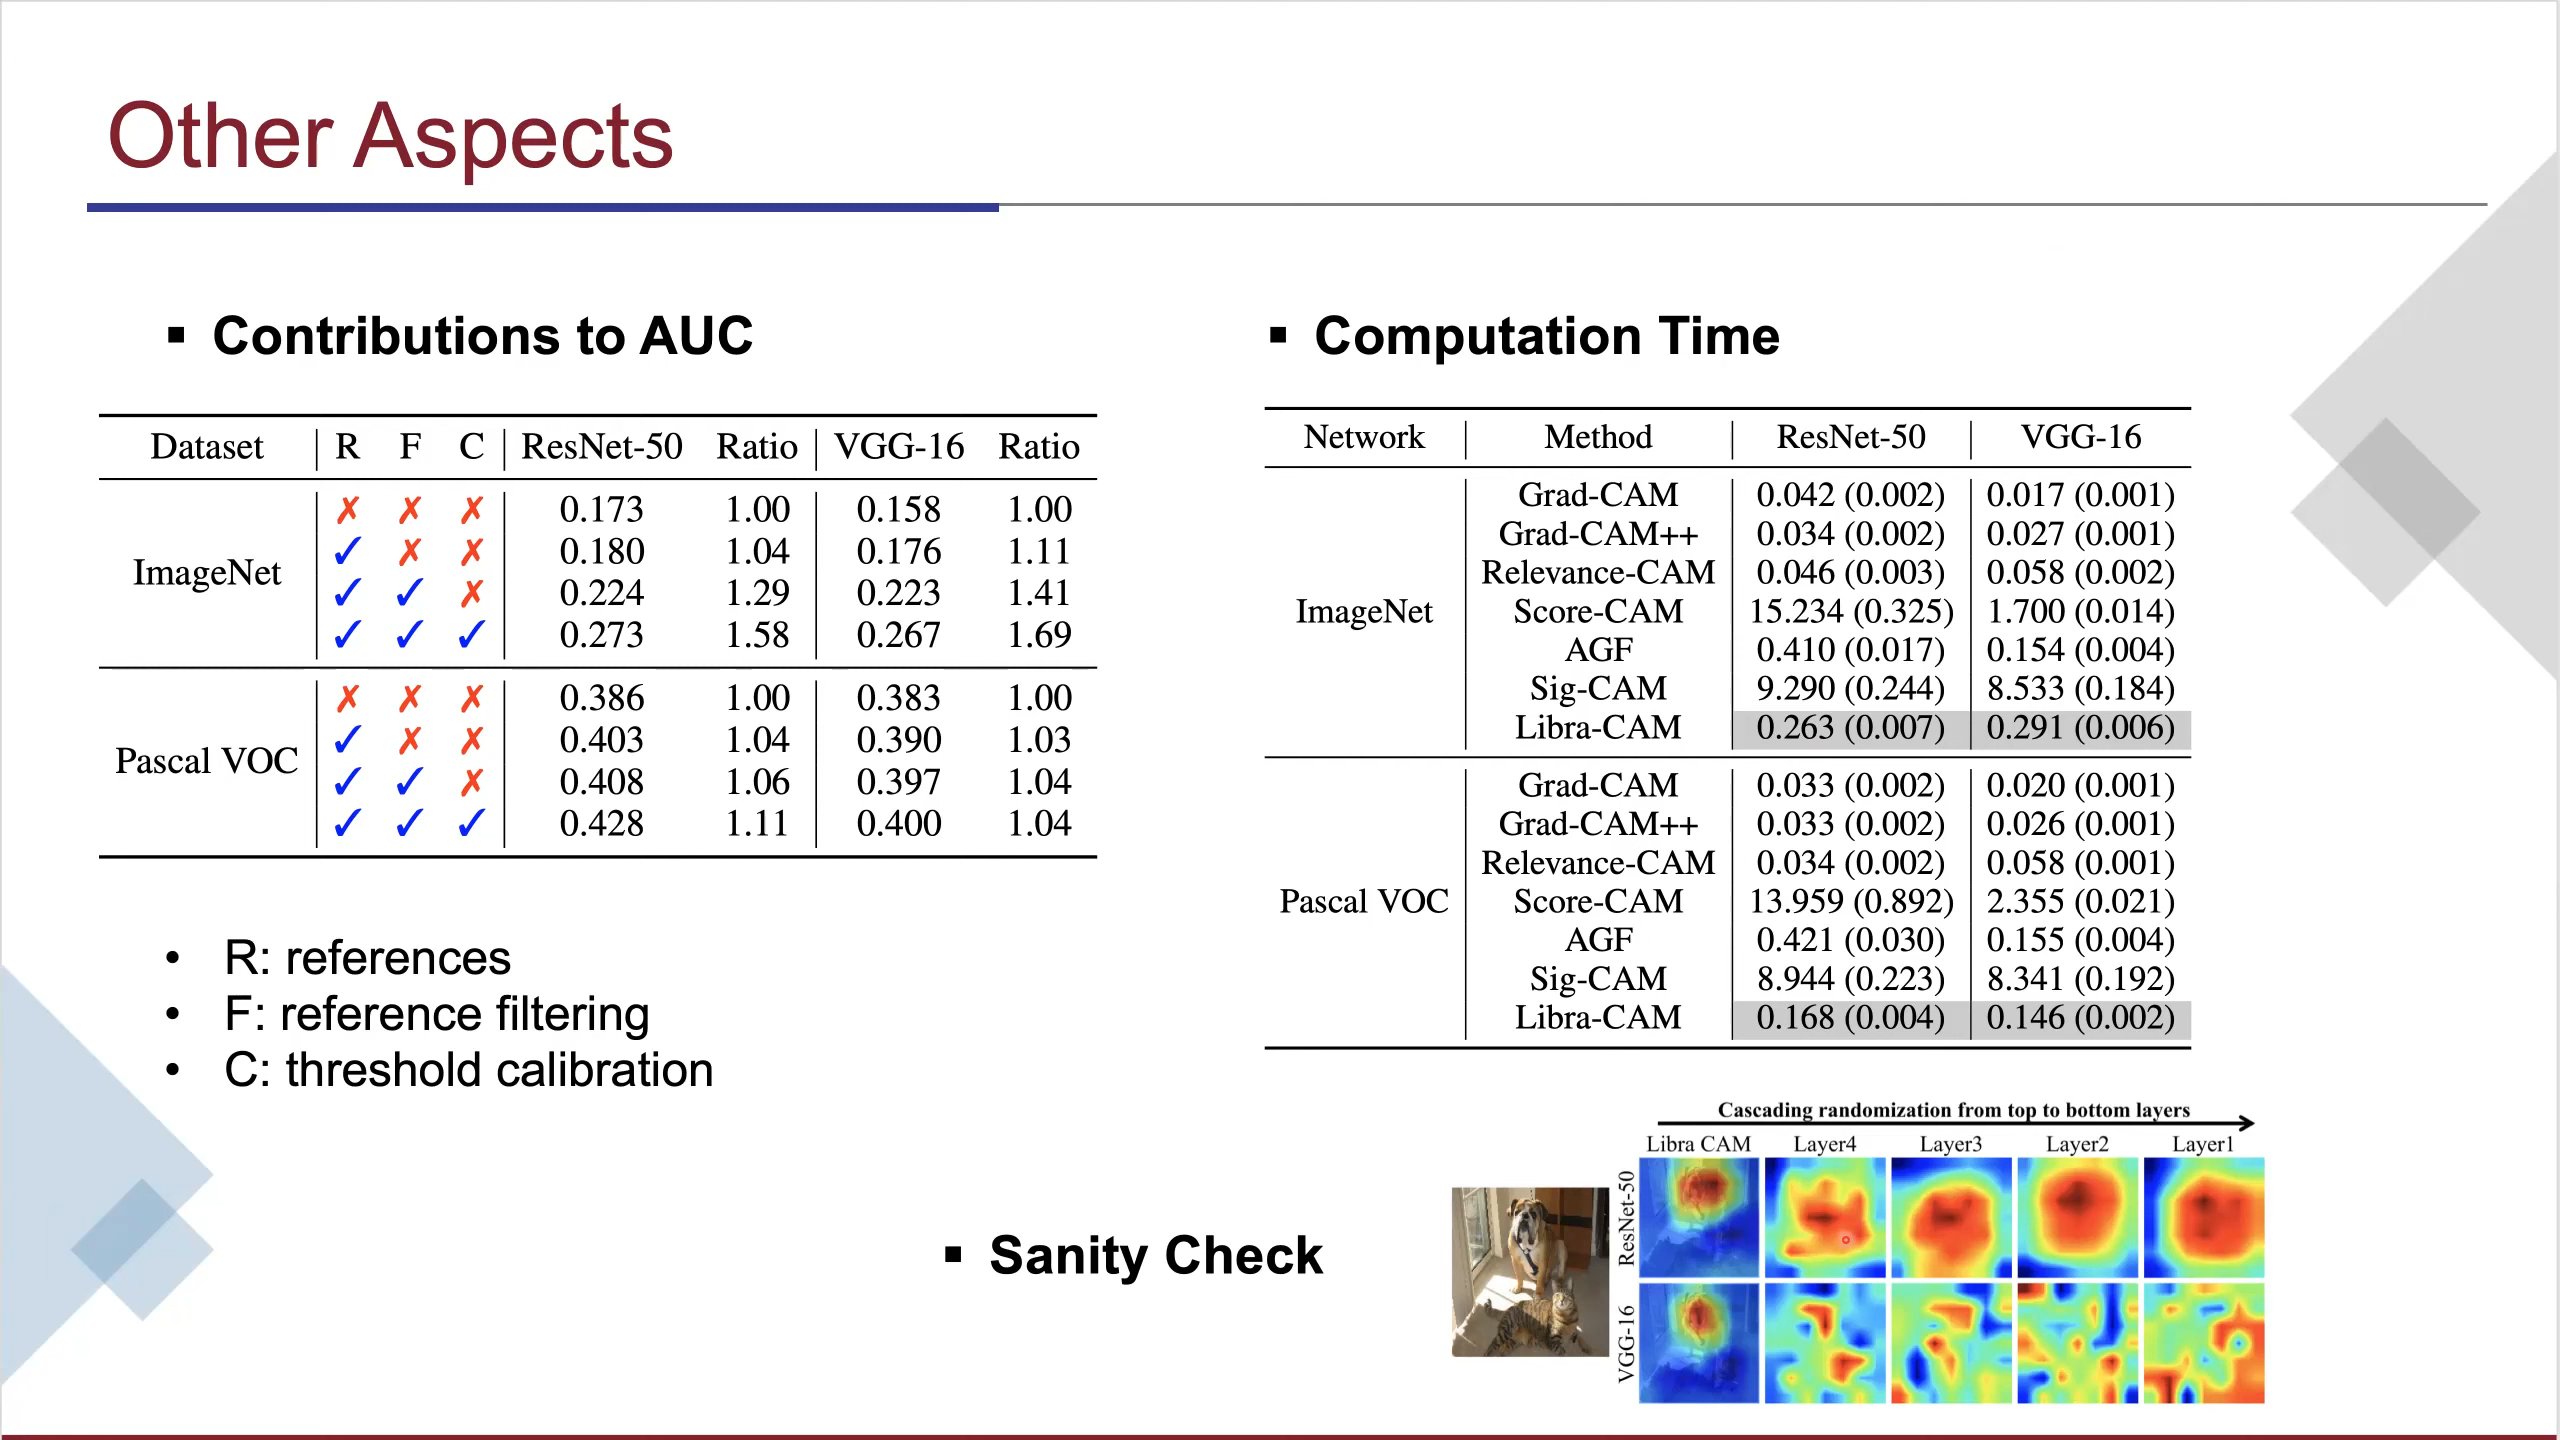 Other Aspects
▪ Contributions to AUC
Dataset R F C ResNet-50 Ratio VGG-16 Ratio
ImageNet
✗ ✗ ✗ 0.173 1.00 0.158 1.00
✓ ✗ ✗ 0.180 1.04 0.176 1.11
✓ ✓ ✗ 0.224 1.29 0.223 1.41
✓ ✓ ✓ 0.273 1.58 0.267 1.69
Pascal VOC
✗ ✗ ✗ 0.386 1.00 0.383 1.00
✓ ✗ ✗ 0.403 1.04 0.390 1.03
✓ ✓ ✗ 0.408 1.06 0.397 1.04
✓ ✓ ✓ 0.428 1.11 0.400 1.04
• R: references
• F: reference filtering
• C: threshold calibration
▪ Computation Time
Network Method ResNet-50 VGG-16
ImageNet
Grad-CAM 0.042 (0.002) 0.017 (0.001)
Grad-CAM++ 0.034 (0.002) 0.027 (0.001)
Relevance-CAM 0.046 (0.003) 0.058 (0.002)
Score-CAM 15.234 (0.325) 1.700 (0.014)
AGF 0.410 (0.017) 0.154 (0.004)
Sig-CAM 9.290 (0.244) 8.533 (0.184)
Libra-CAM 0.263 (0.007) 0.291 (0.006)
Pascal VOC
Grad-CAM 0.033 (0.002) 0.020 (0.001)
Grad-CAM++ 0.033 (0.002) 0.026 (0.001)
Relevance-CAM 0.034 (0.002) 0.058 (0.001)
Score-CAM 13.959 (0.892) 2.355 (0.021)
AGF 0.421 (0.030) 0.155 (0.004)
Sig-CAM 8.944 (0.223) 8.341 (0.192)
Libra-CAM 0.168 (0.004) 0.146 (0.002)
▪ Sanity Check
Cascading randomization from top to bottom layers
Libra CAM Layer4 Layer3 Layer2 Layer1
ResNet-50
VGG-16